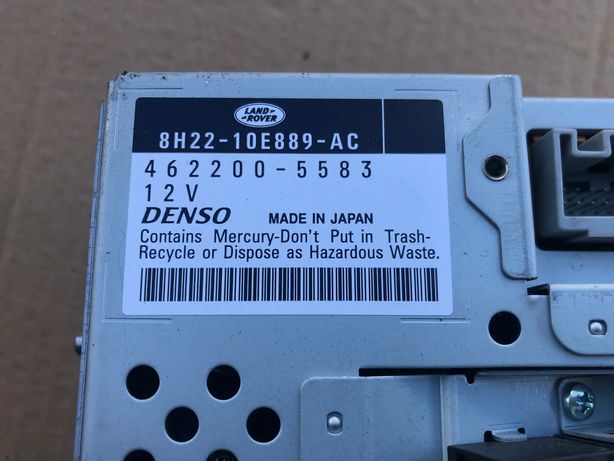 LAND-
-ROVER
8H22-10E889-AC
462200-5583
12V
DENSO MADE IN JAPAN
Contains Mercury-Don't Put in Trash-
Recycle or Dispose as Hazardous Waste.